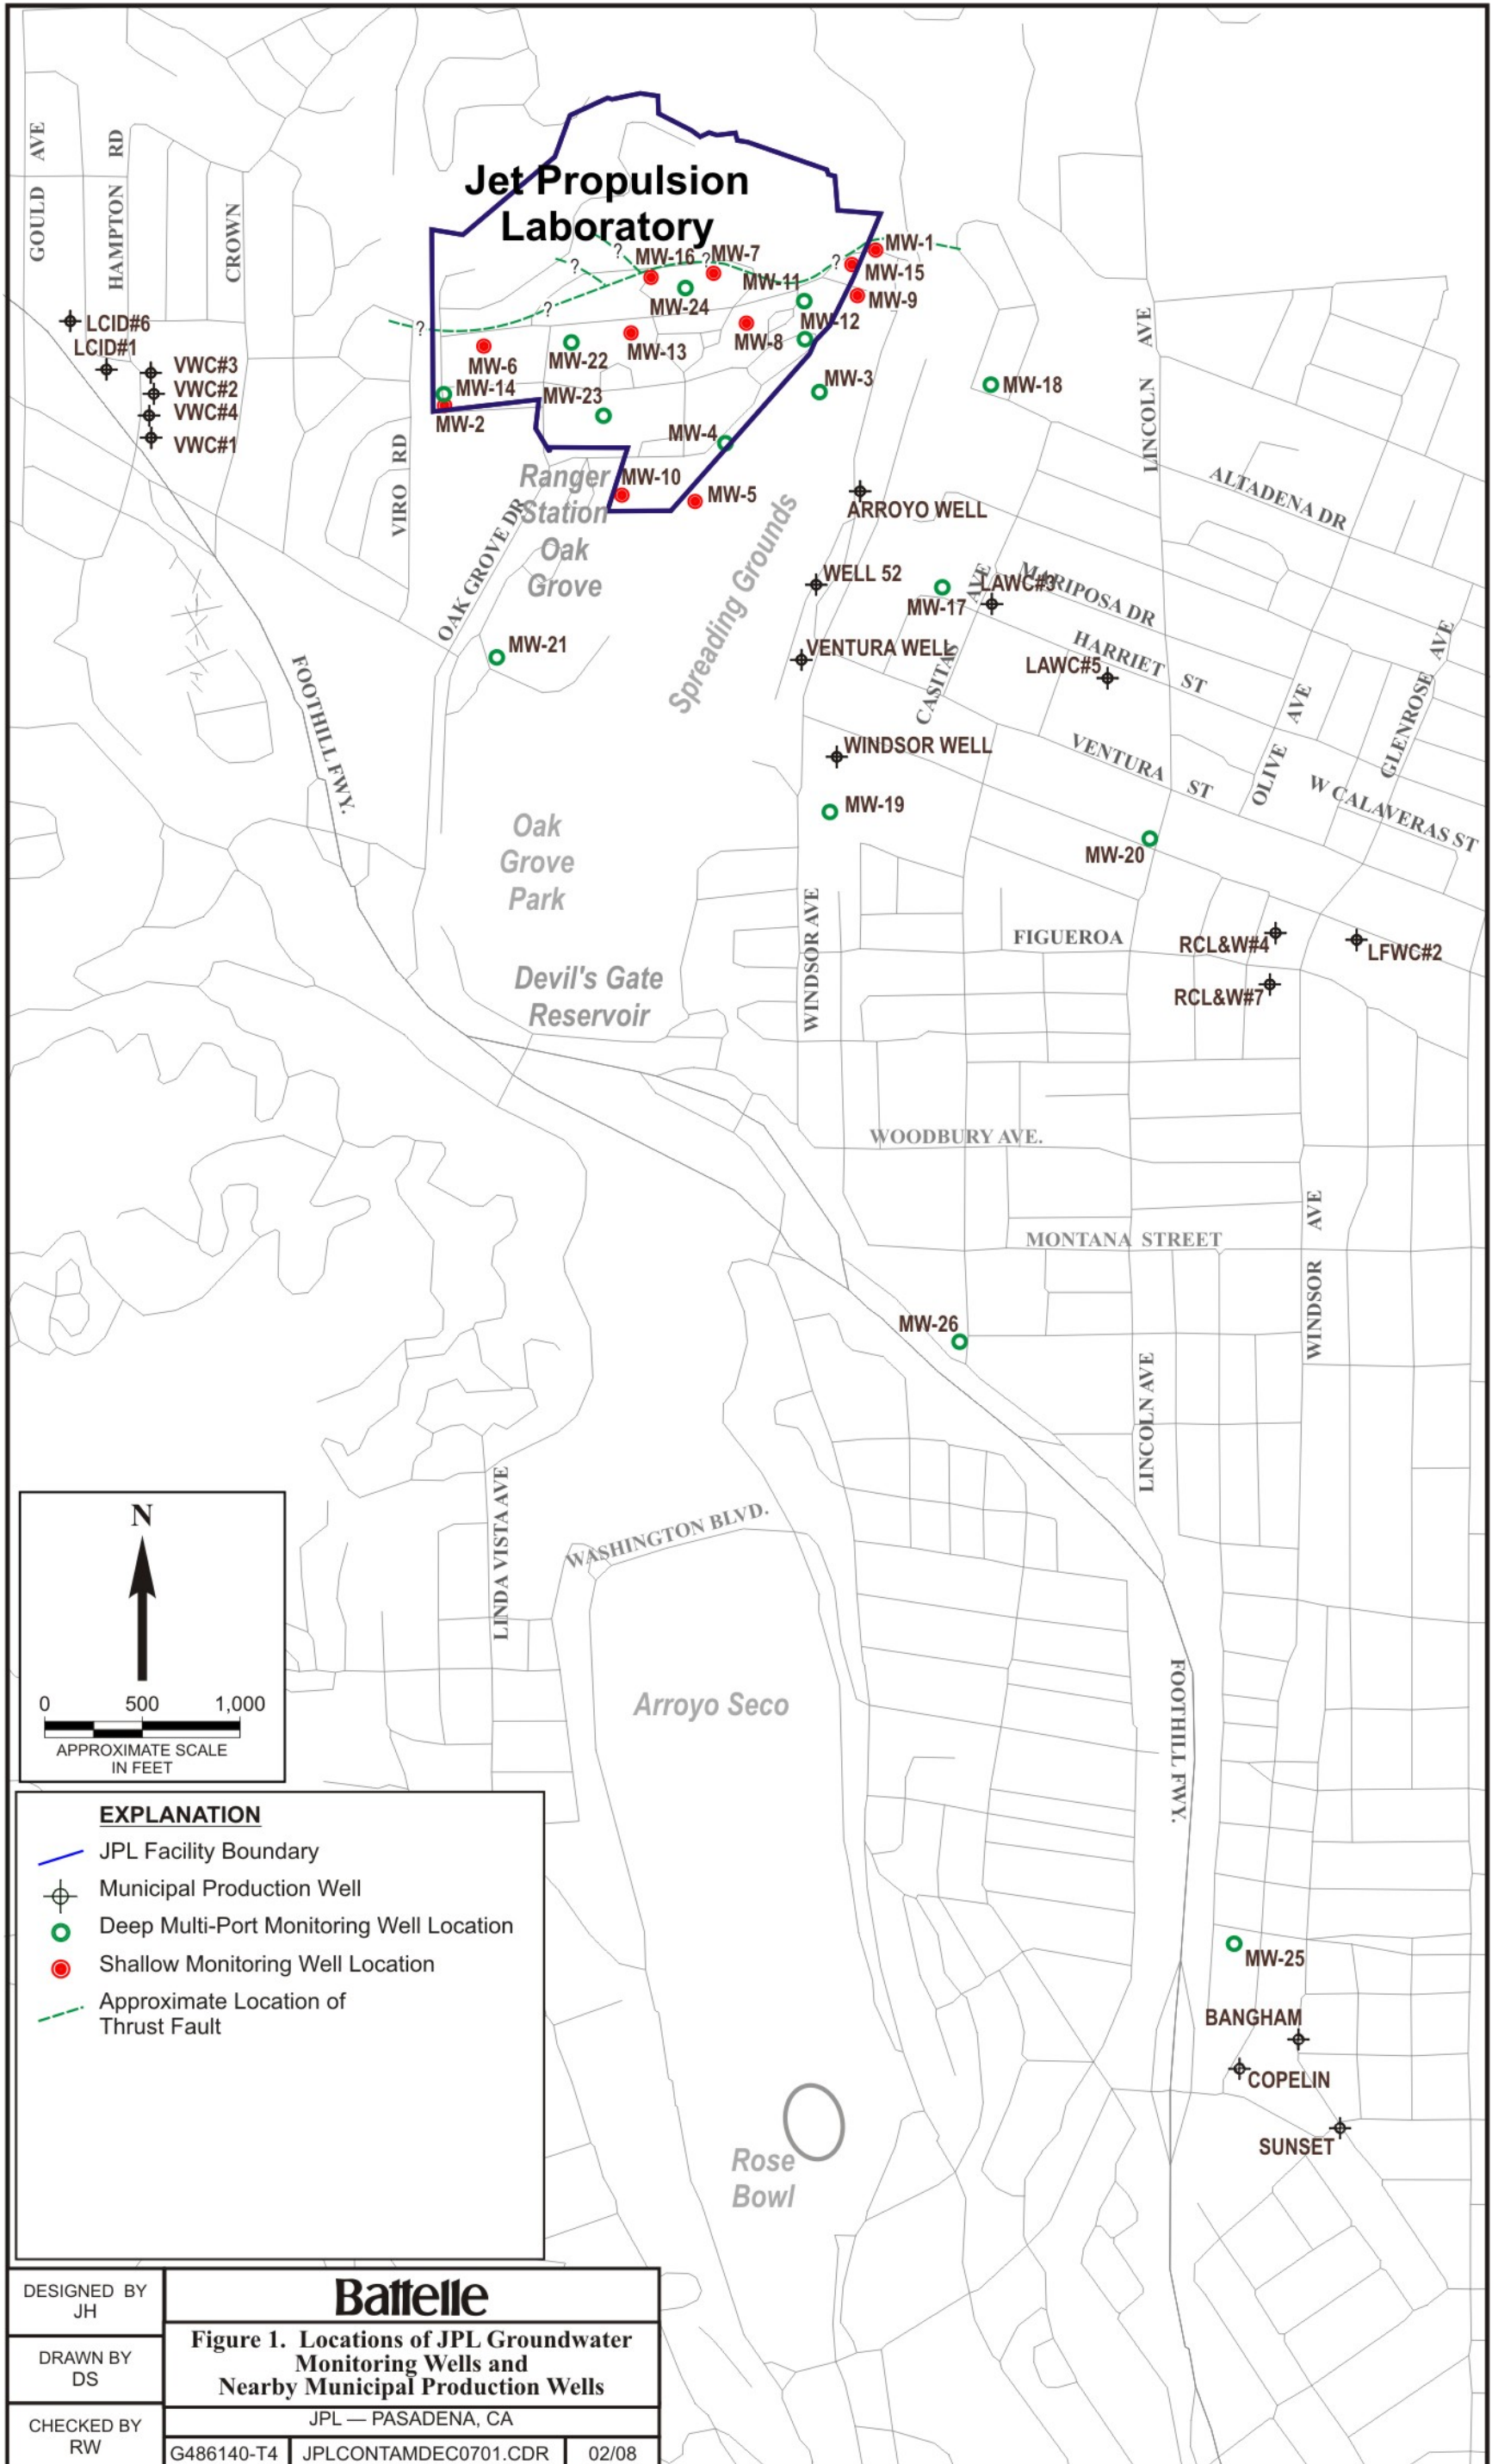 GOULD AVE
HAMPTON RD
CROWN
Jet Propulsion
Laboratory
?
?
?
?
?
?
MW-16
MW-7
MW-1
MW-15
MW-11
MW-9
MW-24
MW-12
MW-8
MW-13
MW-22
MW-6
MW-14
MW-2
MW-23
MW-3
MW-4
MW-18
MW-10
MW-5
LCID#6
LCID#1
VWC#3
VWC#2
VWC#4
VWC#1
VIRO RD
OAK GROVE DR
Ranger
Station
Oak
Grove
Spreading Grounds
ARROYO WELL
WELL 52
MW-17
LAWC#3
VENTURA WELL
LAWC#5
CASITAS AVE
LINCOLN AVE
ALTADENA DR
MARIPOSA DR
HARRIET ST
OLIVE AVE
GLENROSE AVE
VENTURA ST
W CALAVERAS ST
MW-21
FOOTHILL FWY.
WINDSOR WELL
MW-19
MW-20
Oak
Grove
Park
WINDSOR AVE
FIGUEROA
RCL&W#4
LFWC#2
RCL&W#7
Devil's Gate
Reservoir
WOODBURY AVE.
MONTANA STREET
WINDSOR AVE
MW-26
LINCOLN AVE
LINDA VISTA AVE
WASHINGTON BLVD.
Arroyo Seco
FOOTHILL FWY.
MW-25
BANGHAM
COPELIN
SUNSET
Rose
Bowl
N
0 500 1,000
APPROXIMATE SCALE
IN FEET
EXPLANATION
JPL Facility Boundary
Municipal Production Well
Deep Multi-Port Monitoring Well Location
Shallow Monitoring Well Location
Approximate Location of
Thrust Fault
DESIGNED BY
JH
DRAWN BY
DS
CHECKED BY
RW
Battelle
Figure 1. Locations of JPL Groundwater
Monitoring Wells and
Nearby Municipal Production Wells
JPL — PASADENA, CA
G486140-T4 JPLCONTAMDEC0701.CDR 02/08